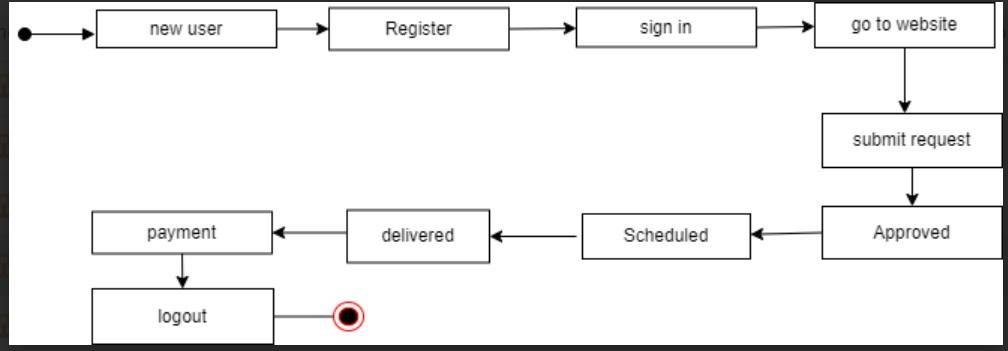 new user
Register
sign in
go to website
submit request
Approved
Scheduled
delivered
payment
logout